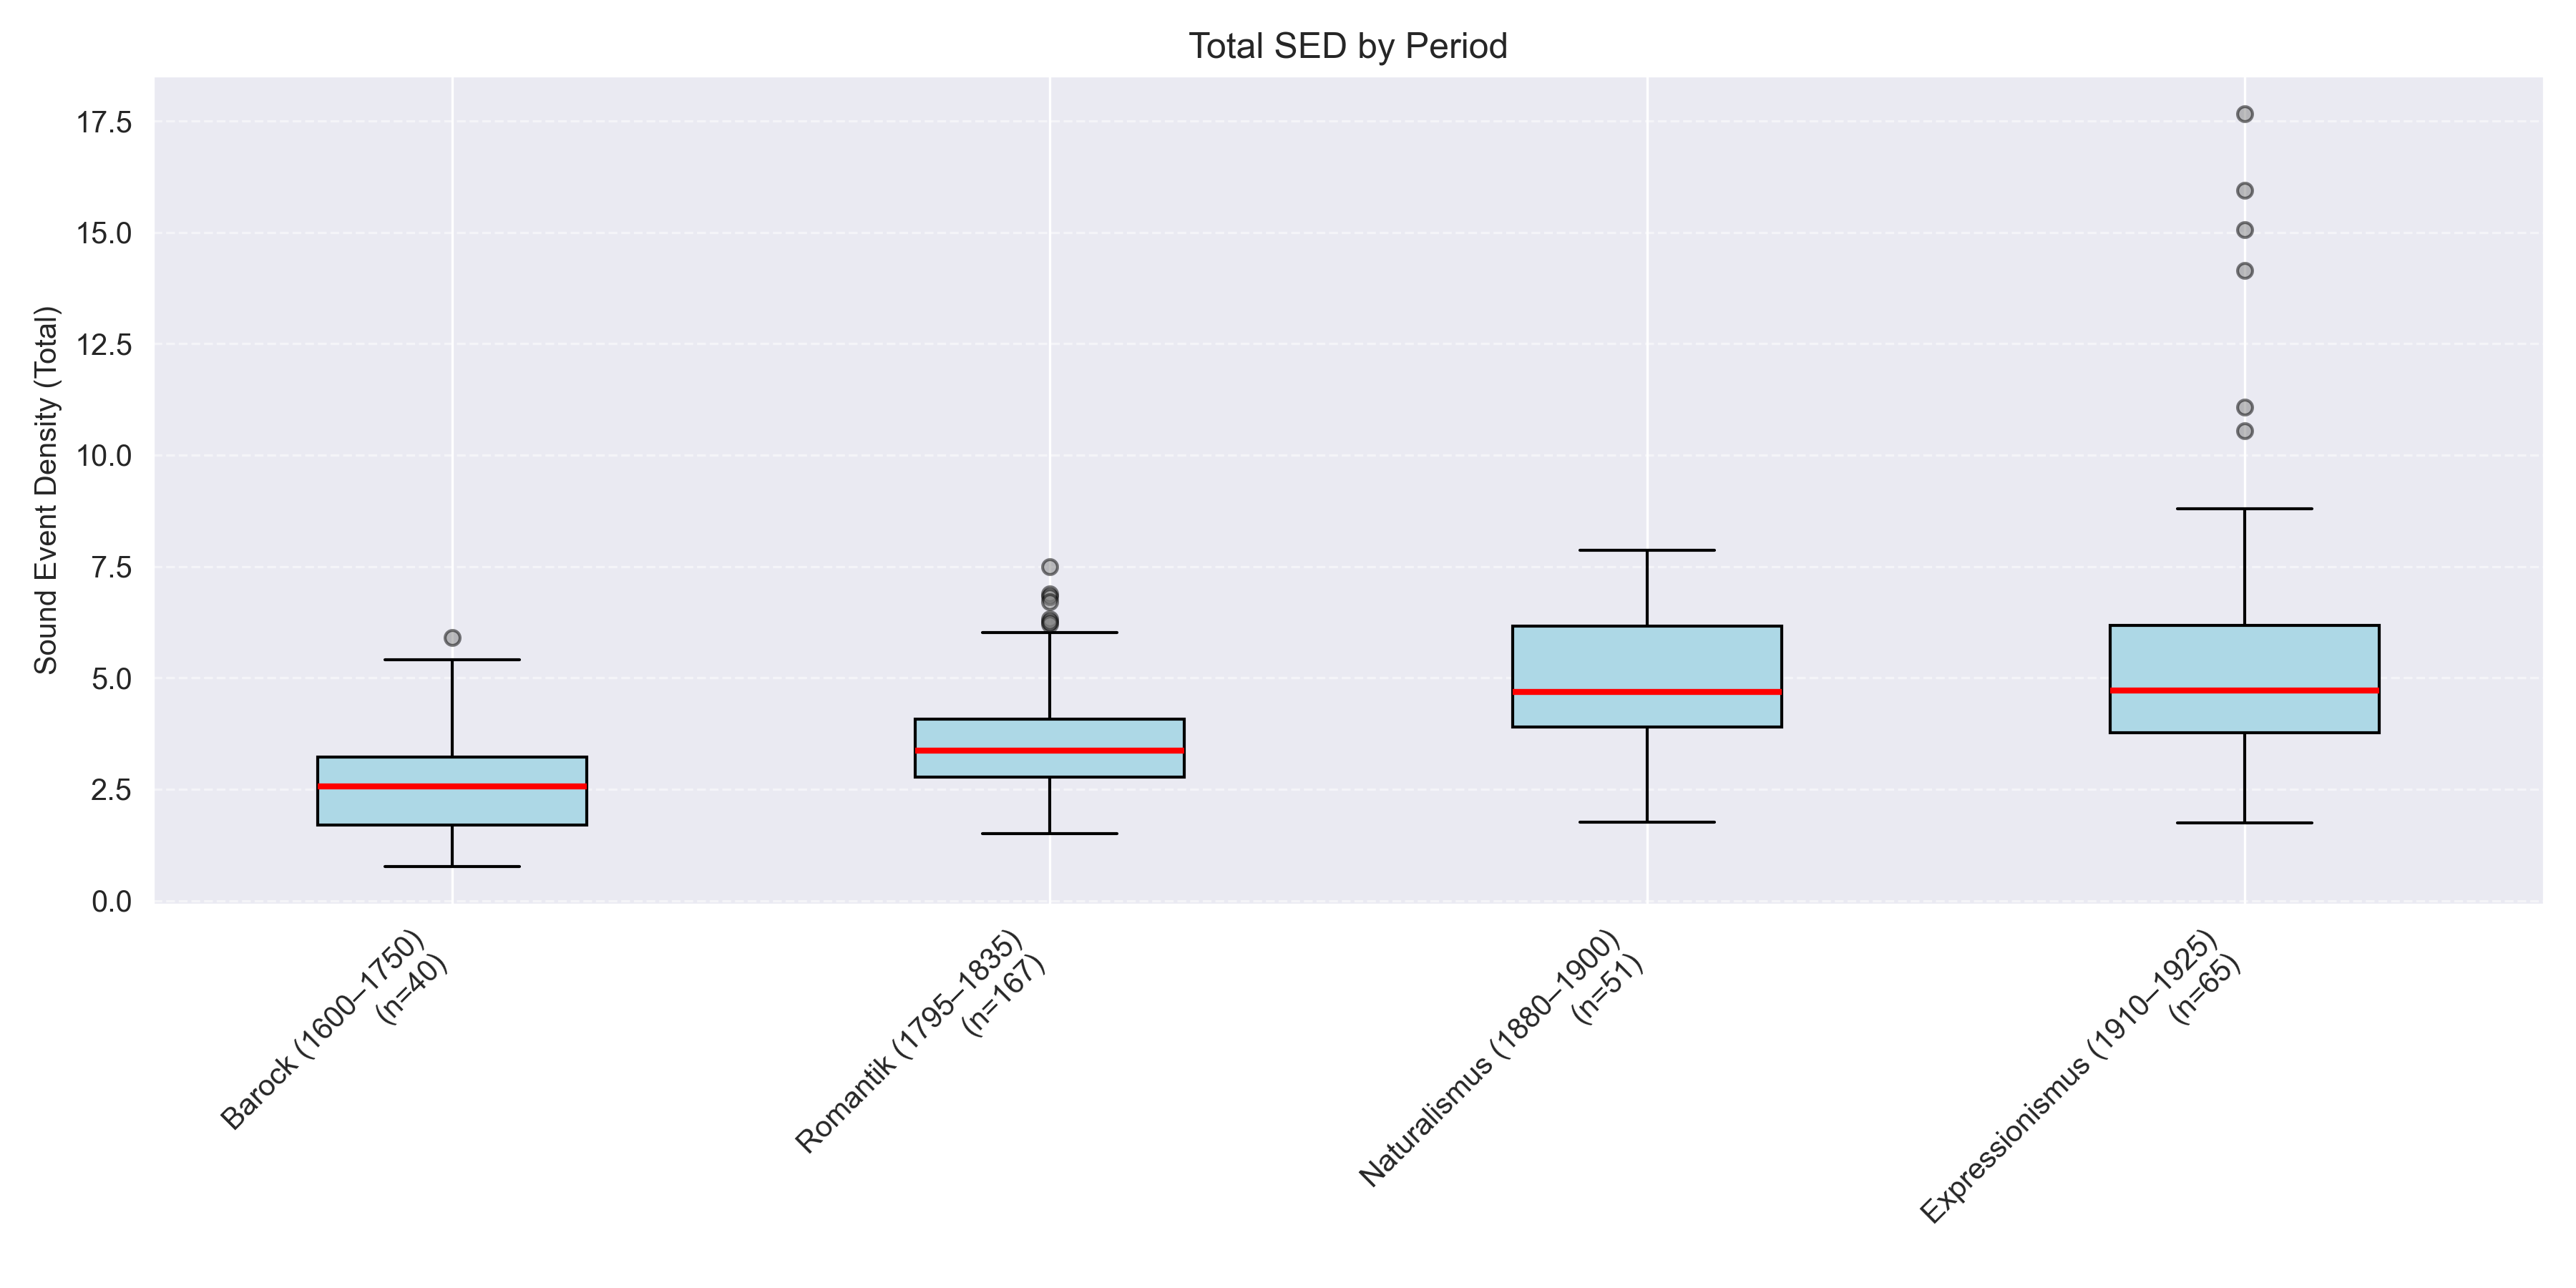 Total SED by Period
Sound Event Density (Total)
17.5
15.0
12.5
10.0
7.5
5.0
2.5
0.0
Barock (1600–1750)
(n=40)
Romantik (1795–1835)
(n=167)
Naturalismus (1880–1900)
(n=51)
Expressionismus (1910–1925)
(n=65)